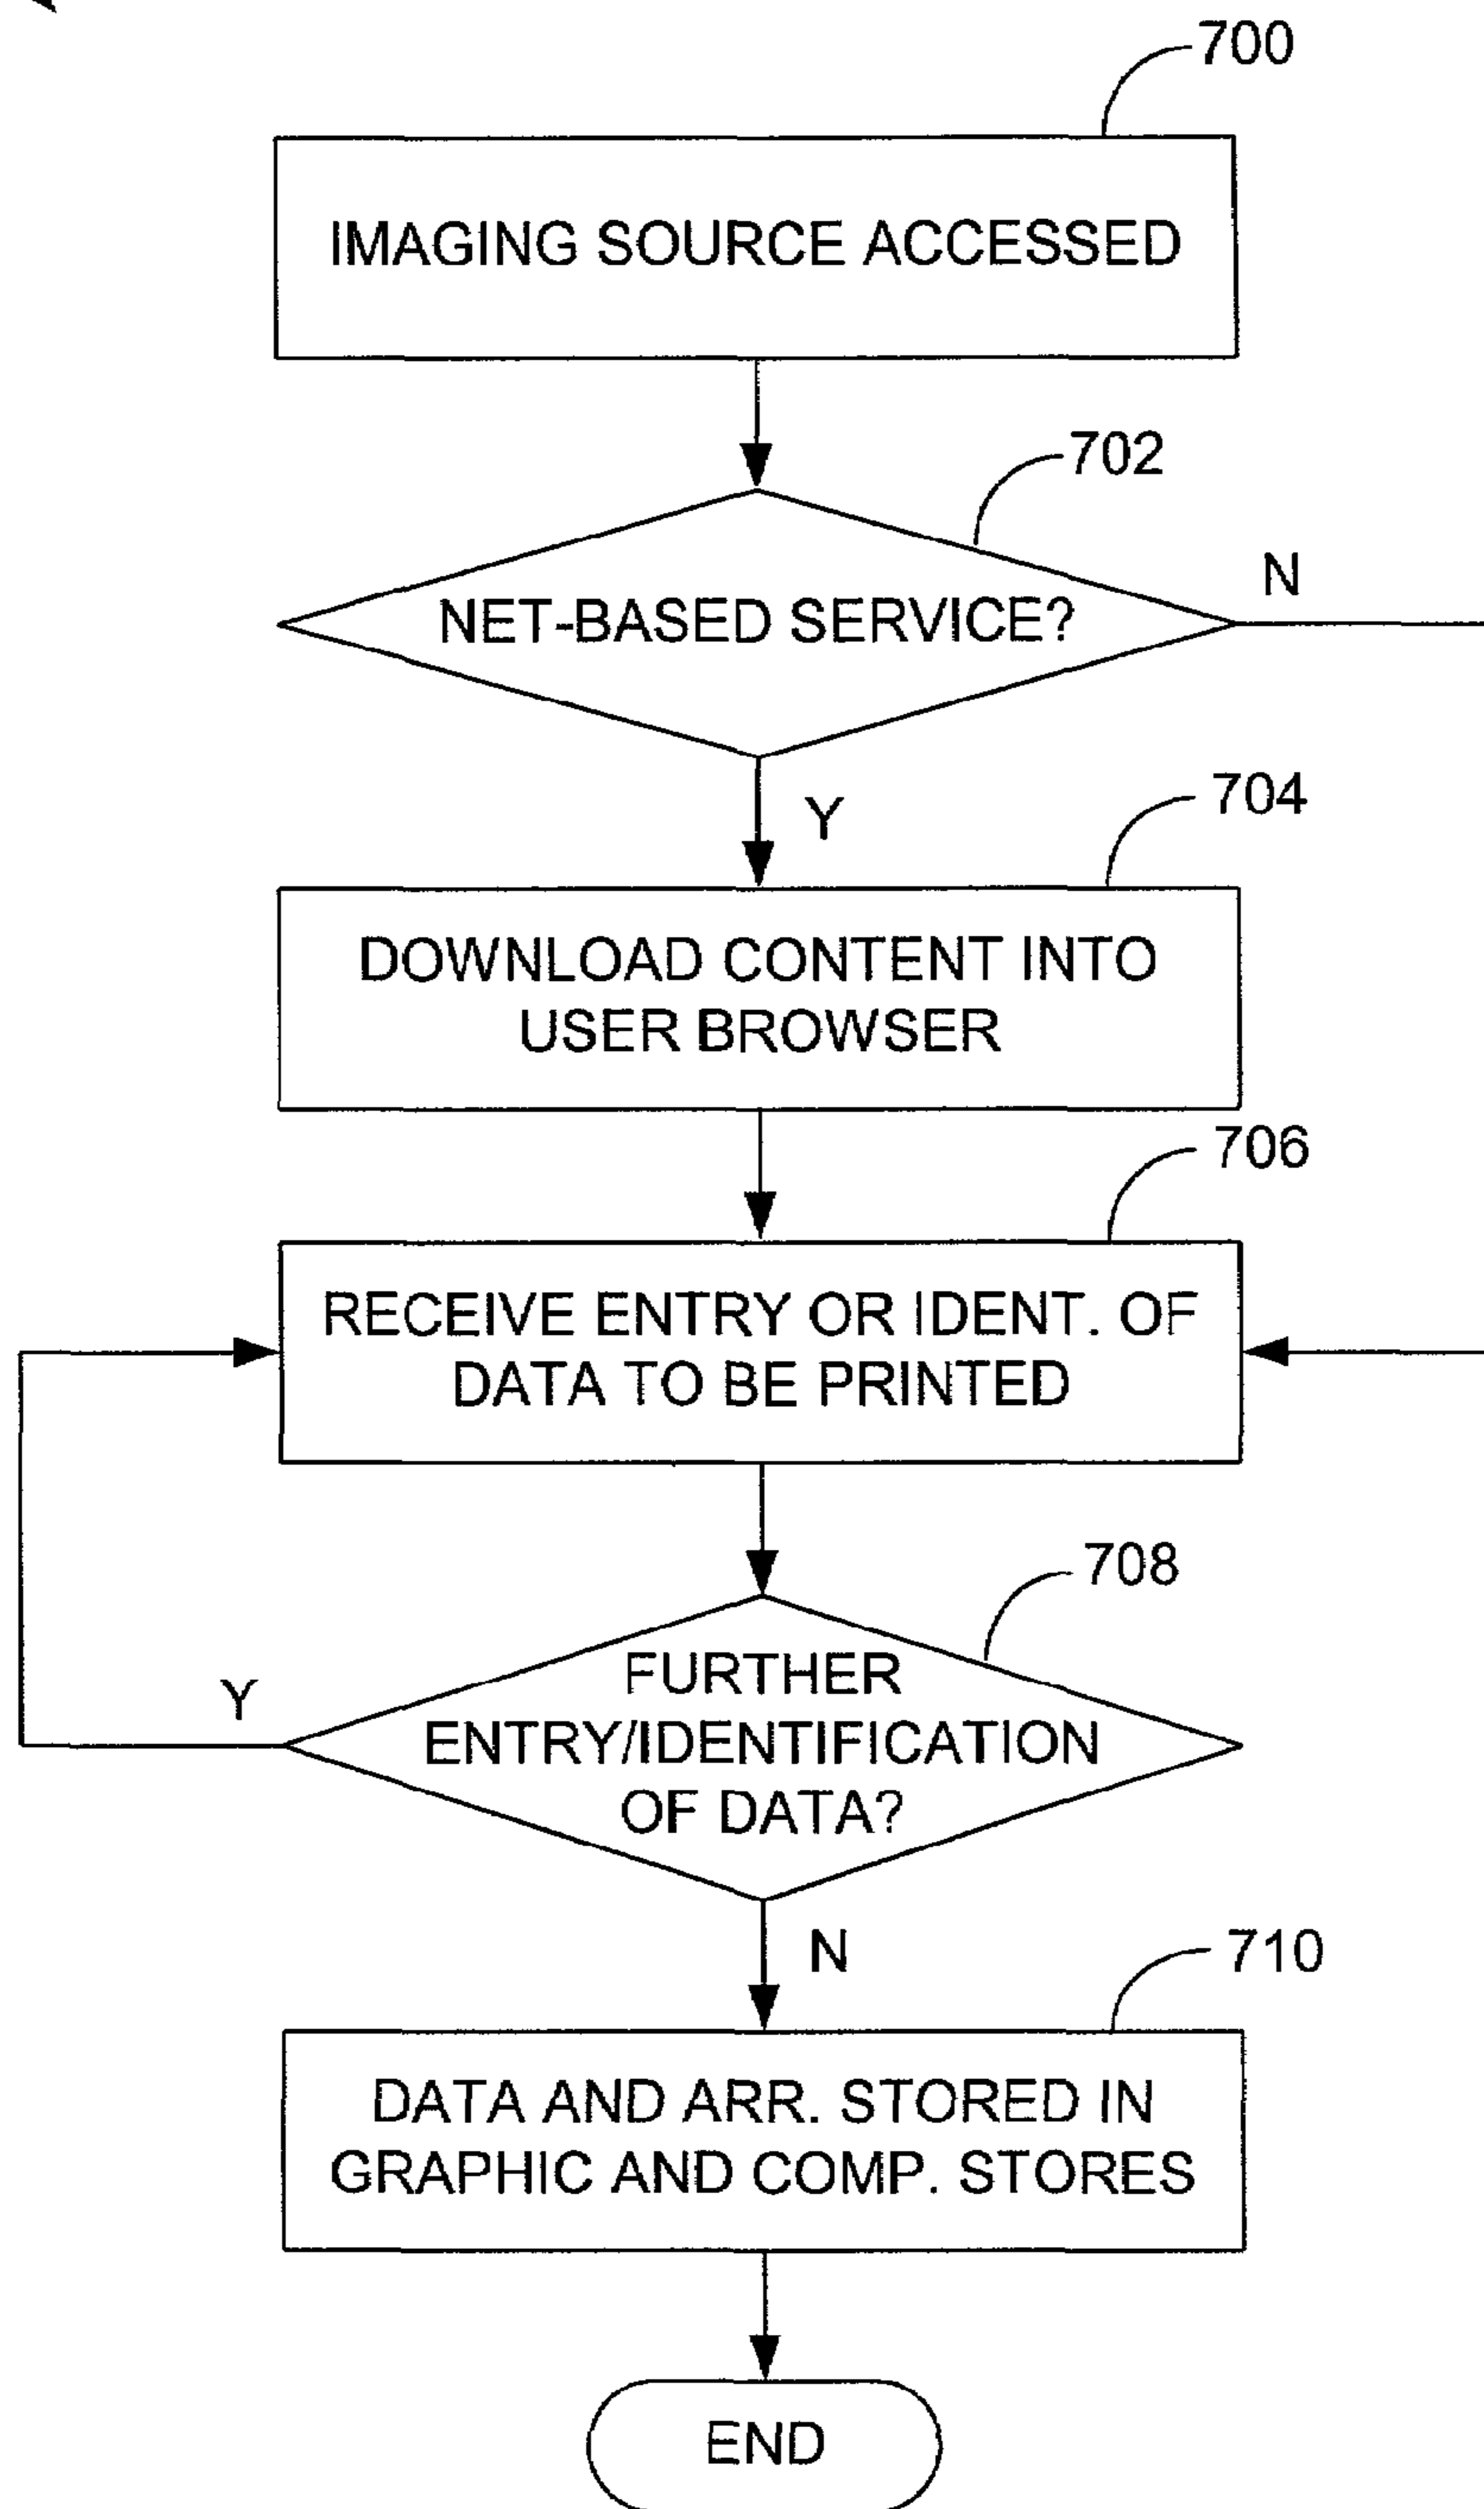 700
IMAGING SOURCE ACCESSED
702
NET-BASED SERVICE?
N
Y
704
DOWNLOAD CONTENT INTO
USER BROWSER
706
RECEIVE ENTRY OR IDENT. OF
DATA TO BE PRINTED
708
FURTHER
ENTRY/IDENTIFICATION
OF DATA?
Y
N
710
DATA AND ARR. STORED IN
GRAPHIC AND COMP. STORES
END